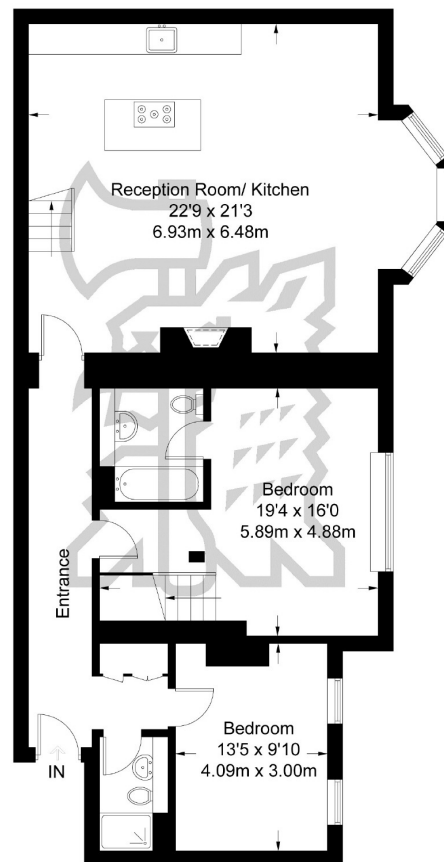 Reception Room/ Kitchen
22'9 x 21'3
6.93m x 6.48m
Bedroom
19'4 x 16'0
5.89m x 4.88m
Entrance
Bedroom
13'5 x 9'10
4.09m x 3.00m
IN